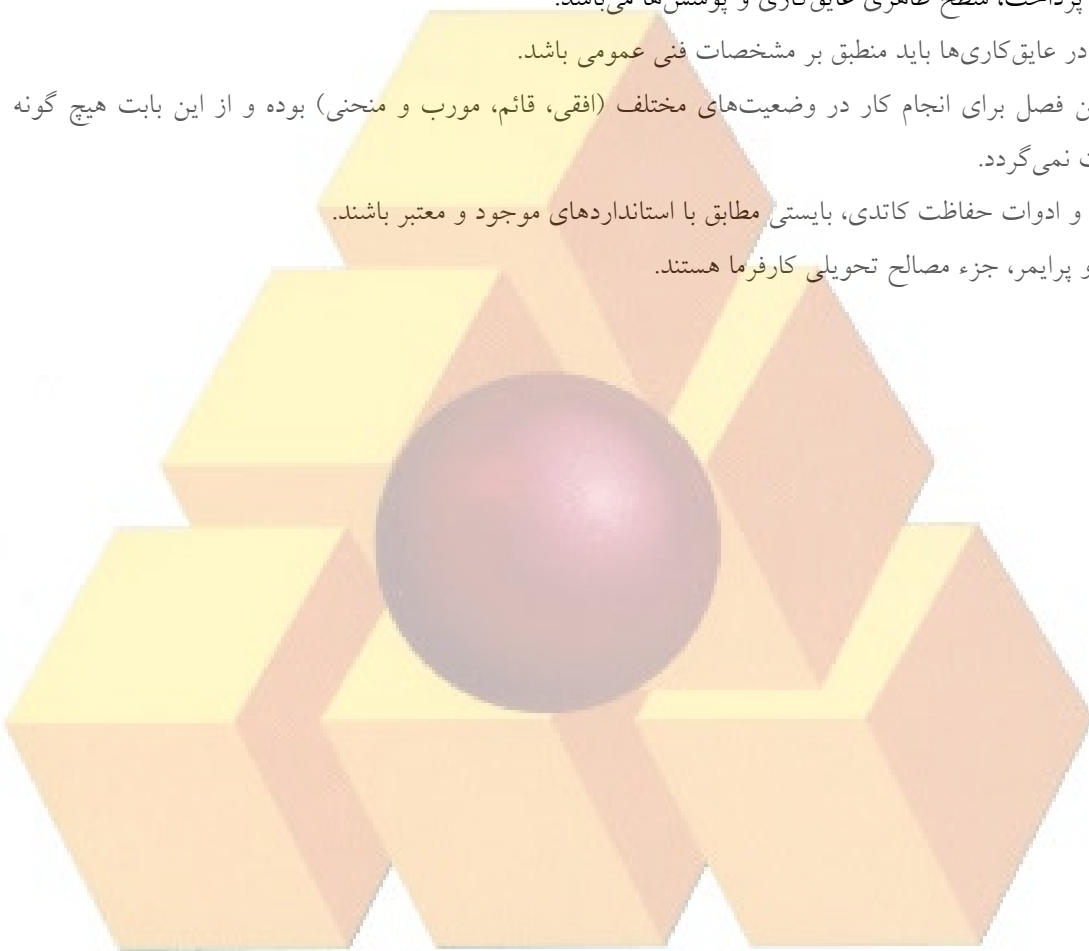 پرداخت، سطح ظاهری عایق‌کاری و پوشش‌ها می‌باشد.
در عایق‌کاری‌ها باید منطبق بر مشخصات فنی عمومی باشد.
فصل برای انجام کار در وضعیت‌های مختلف (افقی، قائم، مورب و منحنی) بوده و از این بابت هیچ گونه
نمی‌گردد.
و ادوات حفاظت کاتدی، بایستی مطابق با استانداردهای موجود و معتبر باشند.
و پرایمر، جزء مصالح تحویلی کارفرما هستند.